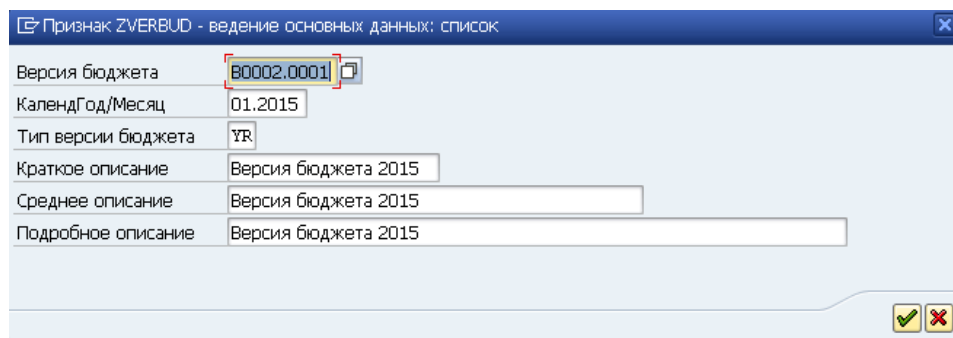 Признак ZVERBUD - ведение основных данных: список
Версия бюджета B0002.0001
КалендГод/Месяц 01.2015
Тип версии бюджета YR
Краткое описание Версия бюджета 2015
Среднее описание Версия бюджета 2015
Подробное описание Версия бюджета 2015